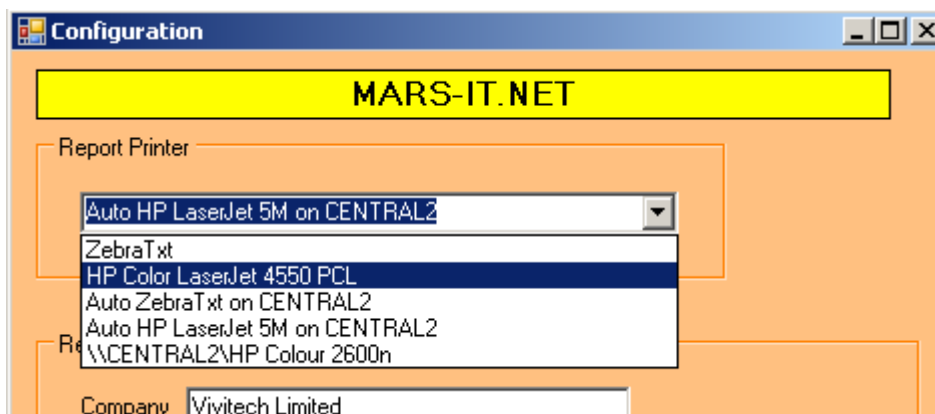 Configuration
MARS-IT.NET
Report Printer
Auto HP LaserJet 5M on CENTRAL2
ZebraTxt
HP Color LaserJet 4550 PCL
Auto ZebraTxt on CENTRAL2
Auto HP LaserJet 5M on CENTRAL2
\\CENTRAL2\HP Colour 2600n
Company Vivitech Limited